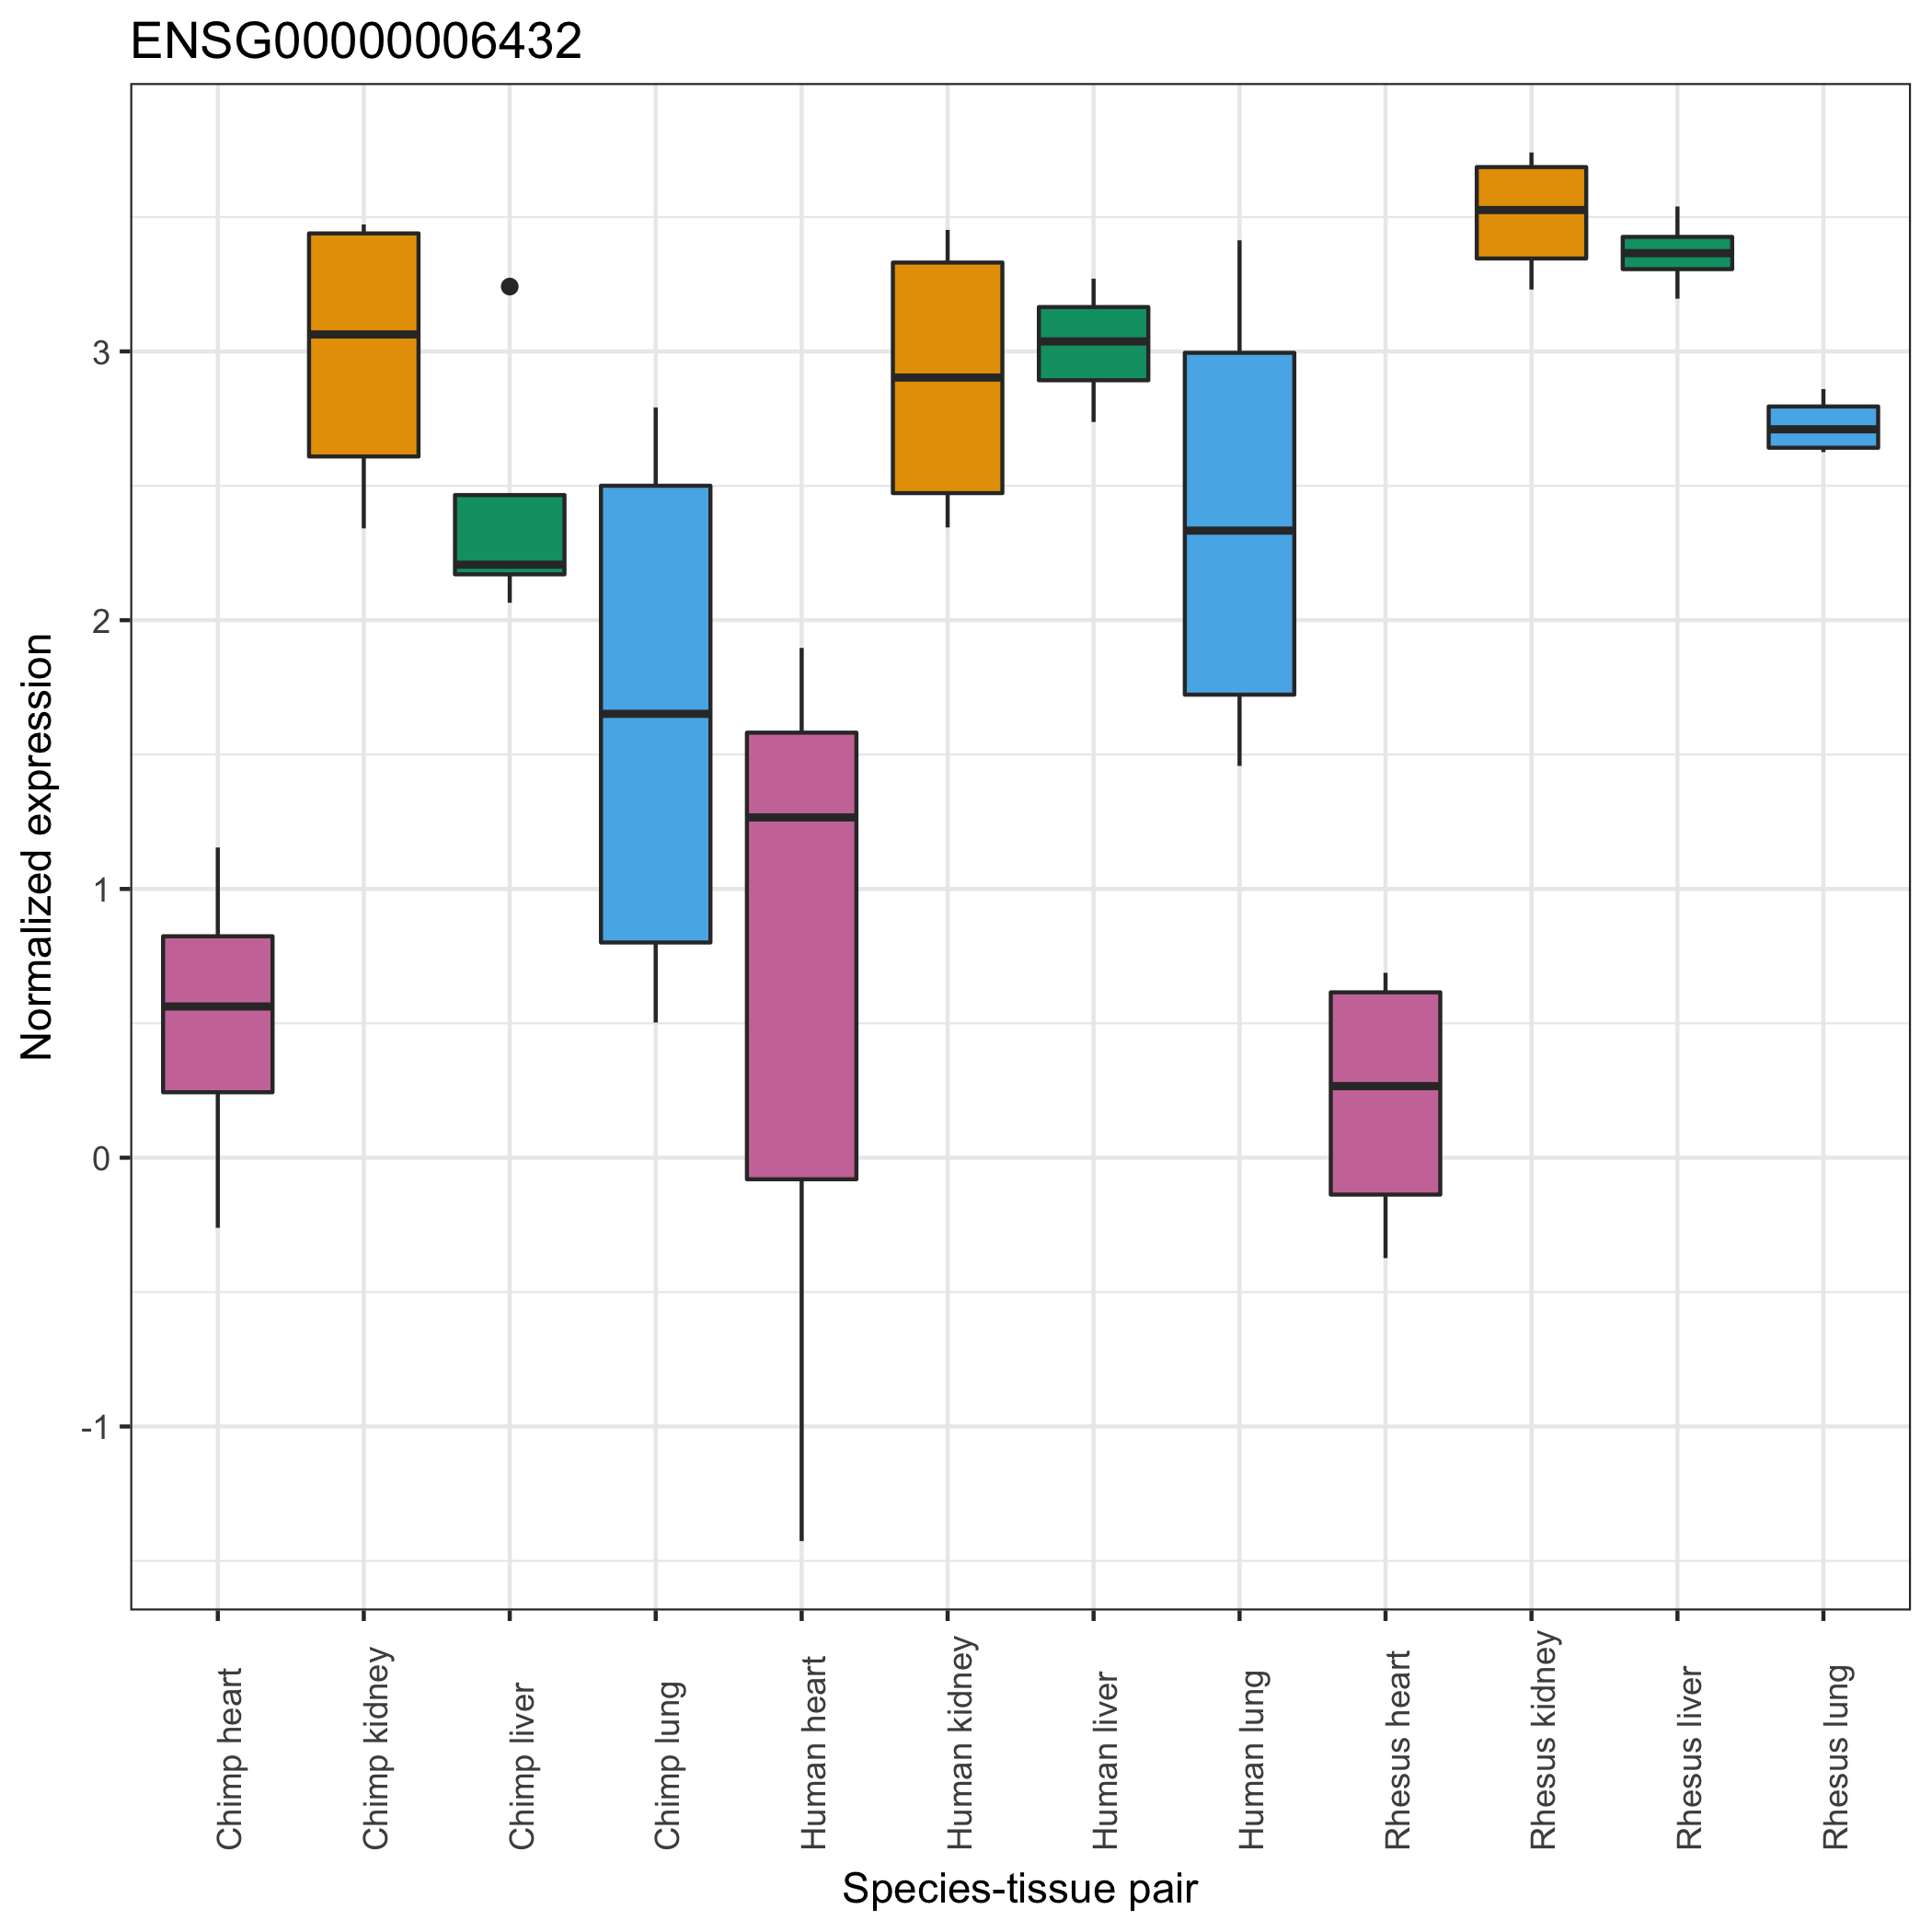 ENSG00000006432
Normalized expression
3
2
1
0
-1
Chimp heart
Chimp kidney
Chimp liver
Chimp lung
Human heart
Human kidney
Human liver
Human lung
Rhesus heart
Rhesus kidney
Rhesus liver
Rhesus lung
Species-tissue pair